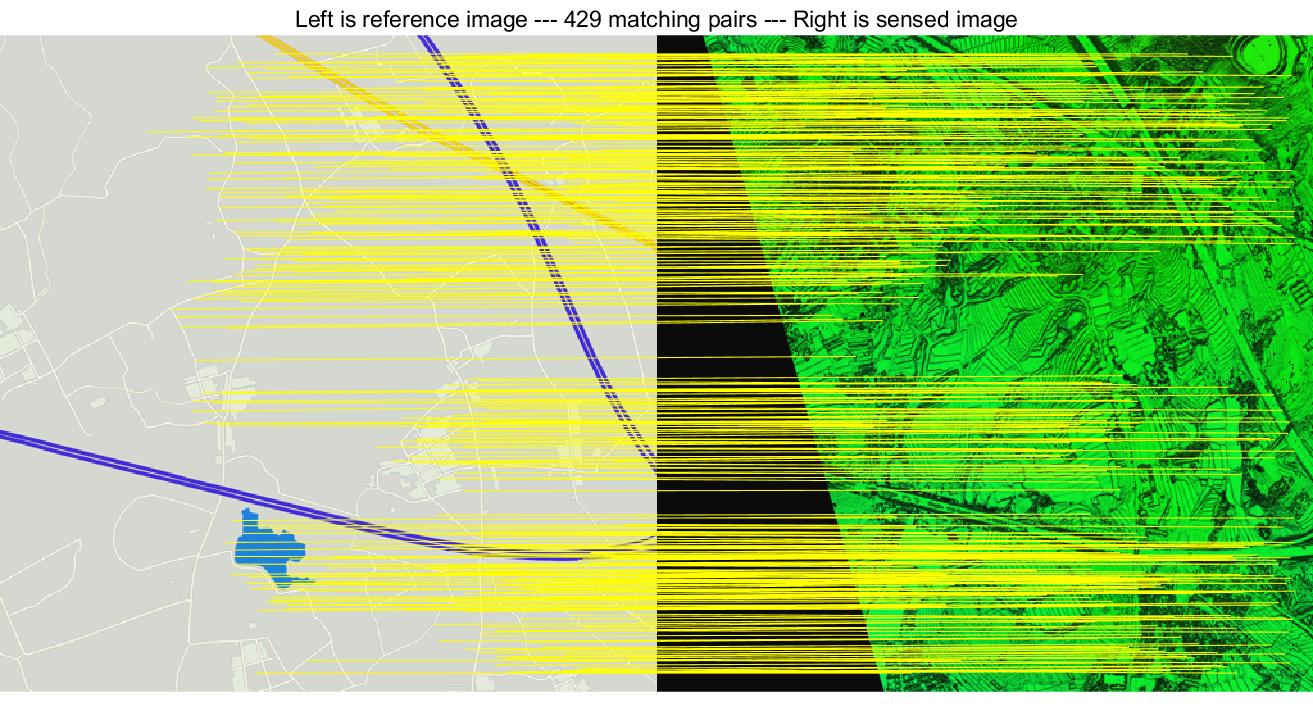 Left is reference image --- 429 matching pairs --- Right is sensed image